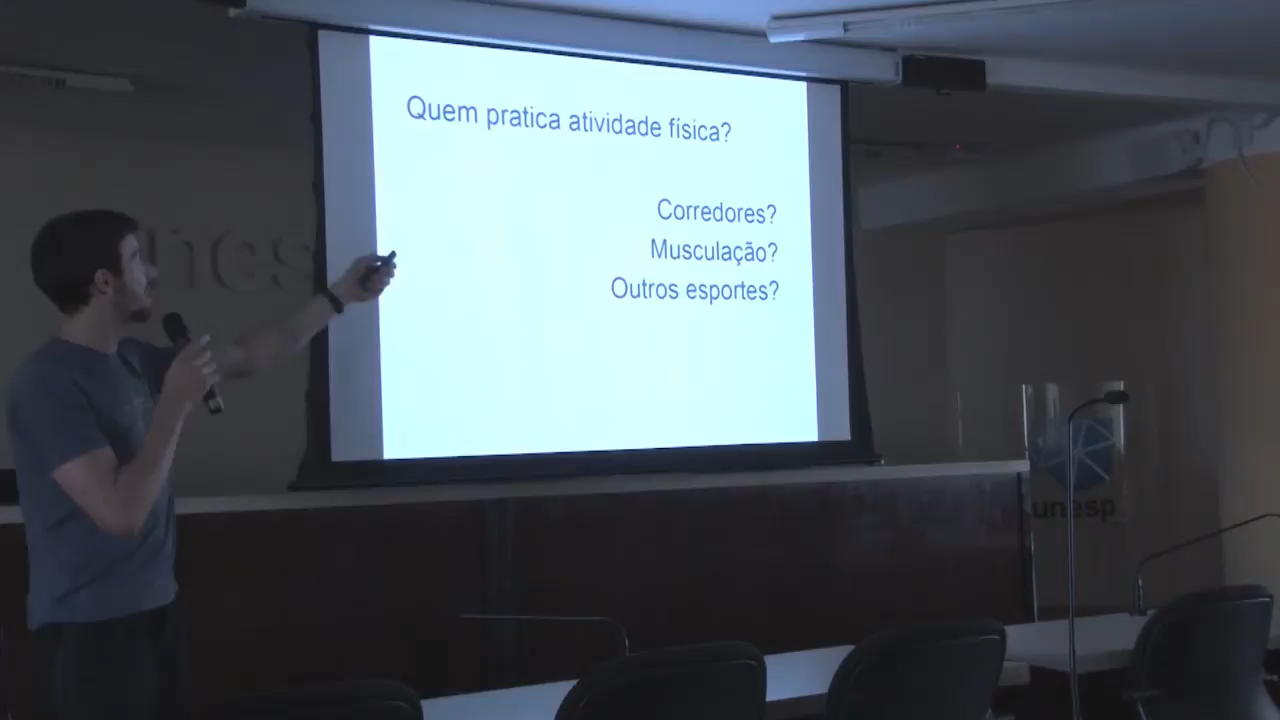 Quem pratica atividade física?
Corredores?
Musculação?
Outros esportes?
unesp